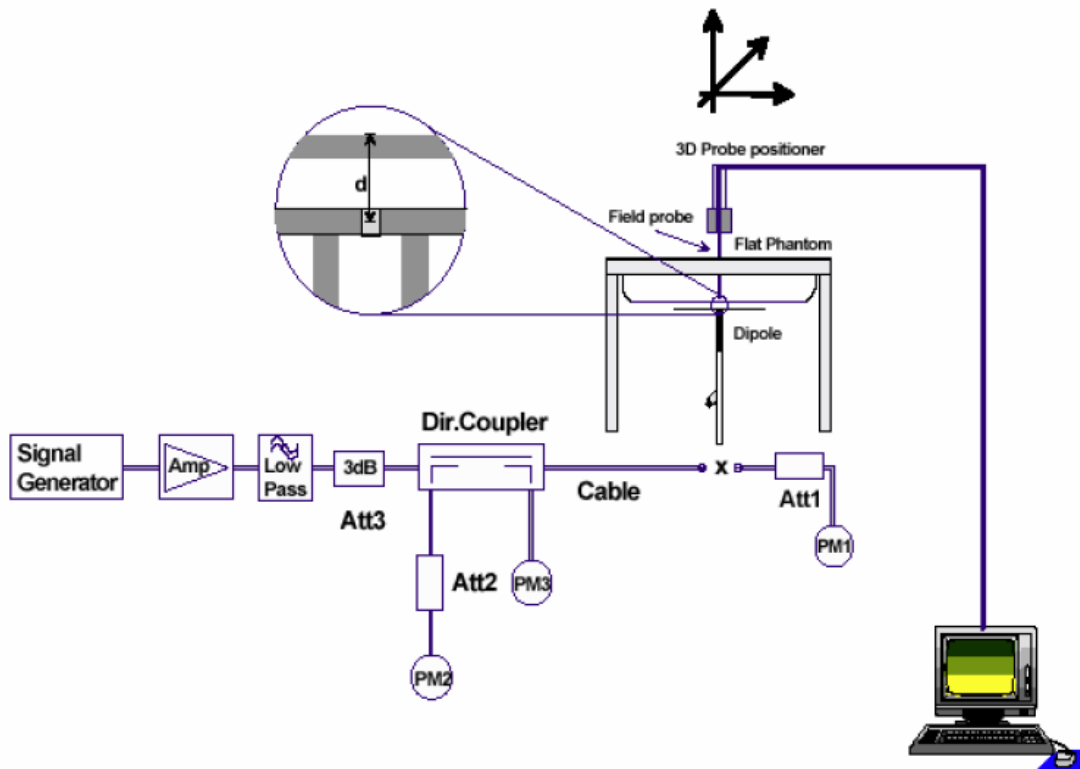 3D Probe positioner
d
Field probe
Flat Phantom
Dipole
Dir.Coupler
Signal
Generator
Amp
Low
Pass
3dB
Att3
Cable
x
Att1
PM1
Att2
PM3
PM2